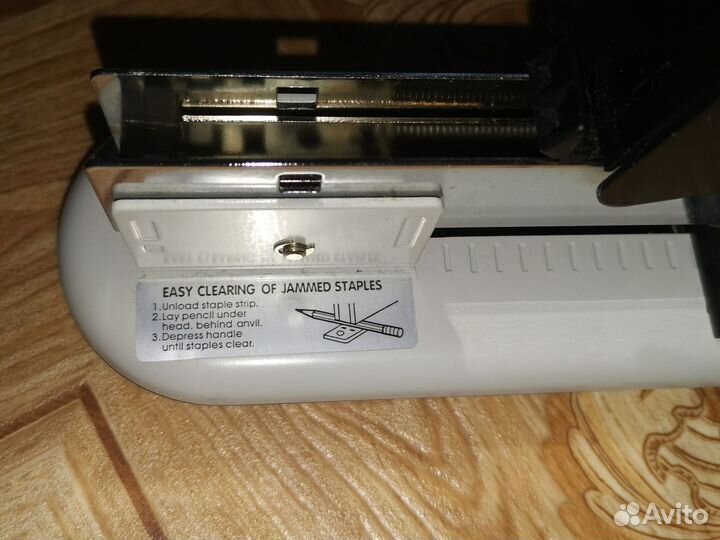 EASY CLEARING OF JAMMED STAPLES
1. Unload staple strip.
2. Lay pencil under
head. behind anvil.
3. Depress handle
until staples clear.
Avito